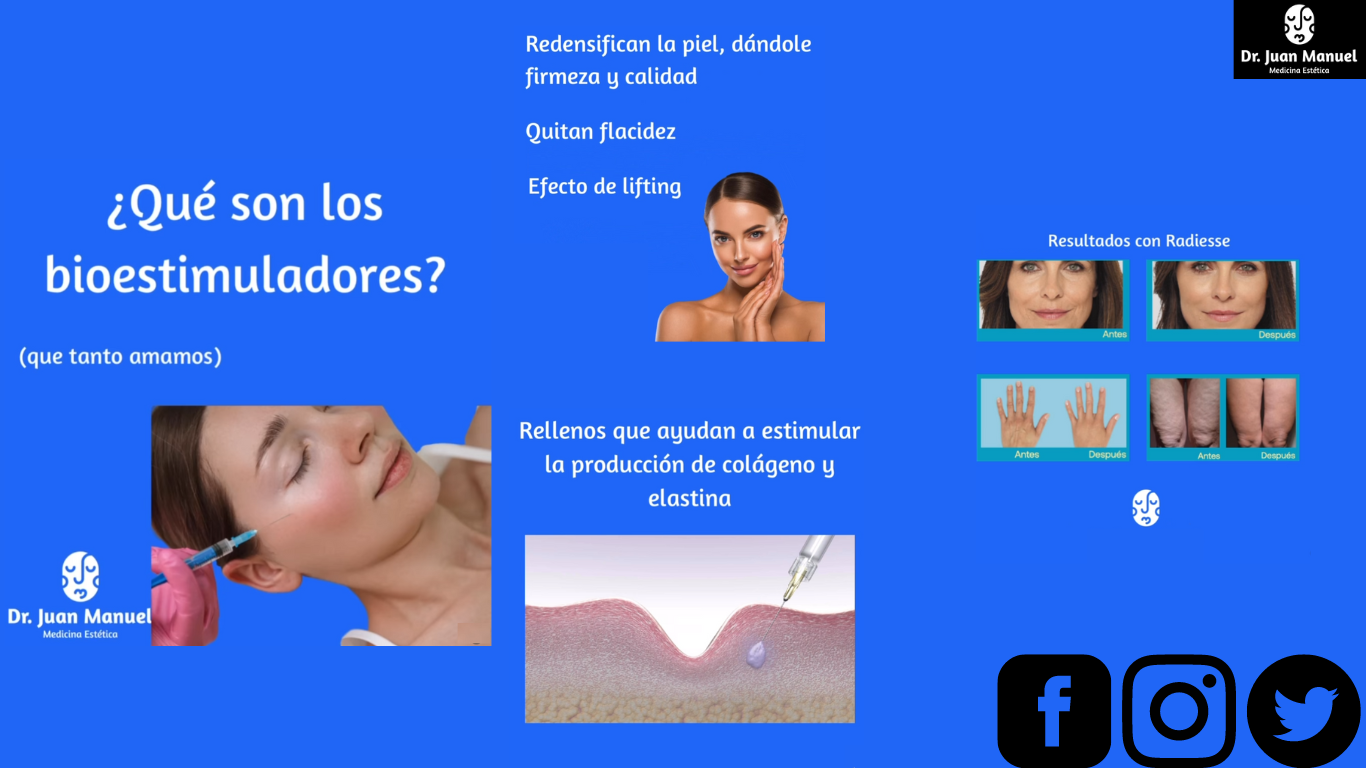 ¿Qué son los
bioestimuladores?
(que tanto amamos)
Dr. Juan Manuel
Medicina Estética
Redensifican la piel, dándole
firmeza y calidad
Quitan flacidez
Efecto de lifting
Rellenos que ayudan a estimular
la producción de colágeno y
elastina
Dr. Juan Manuel
Medicina Estética
Resultados con Radiesse
Antes
Después
Antes
Después
Antes
Después